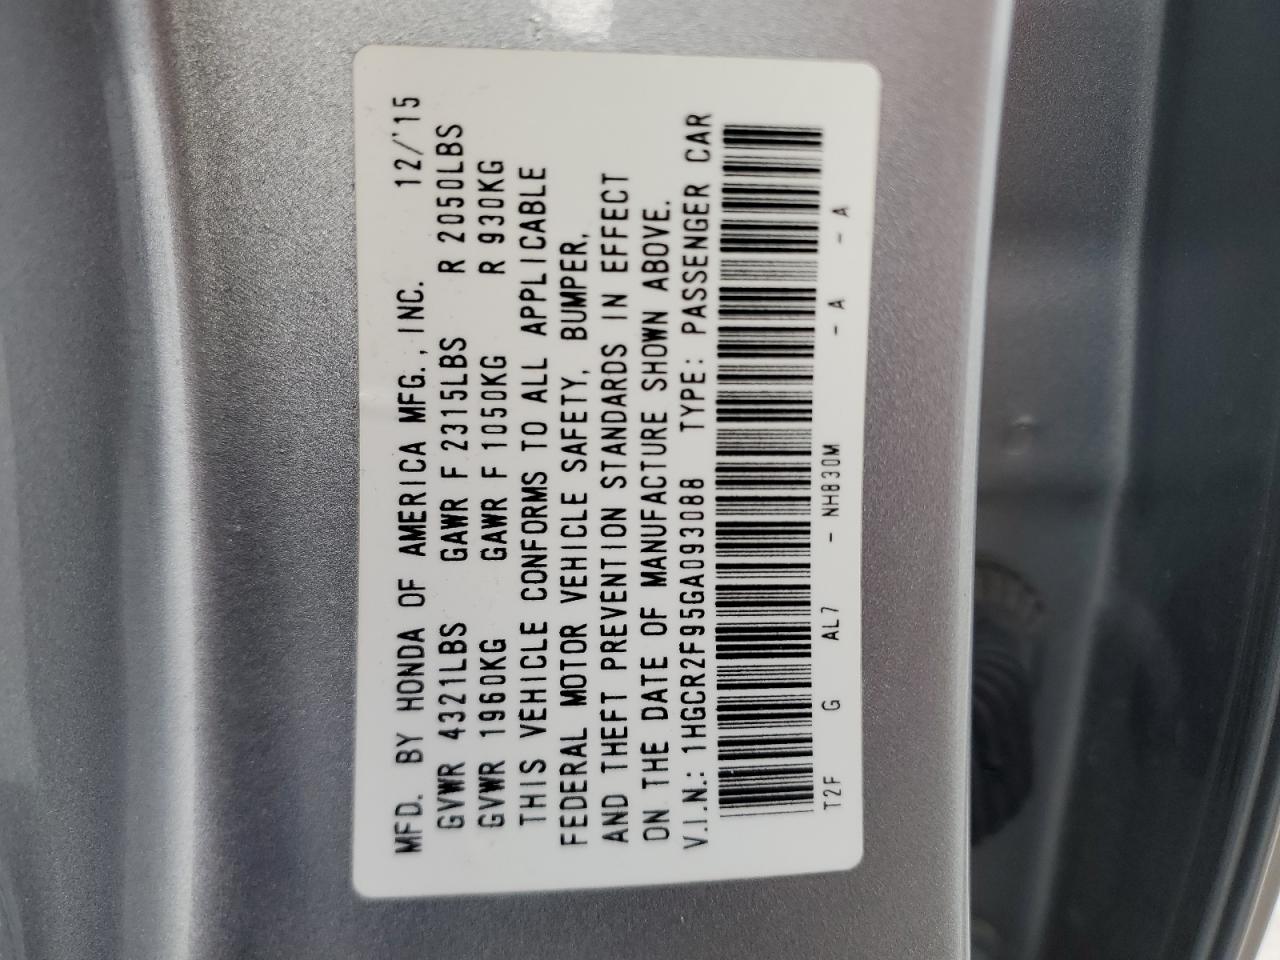 MFD. BY HONDA OF AMERICA MFG., INC. 12/'15
GVWR 4321LBS GAWR F 2315LBS R 2050LBS
GVWR 1960KG GAWR F 1050KG R 930KG
THIS VEHICLE CONFORMS TO ALL APPLICABLE
FEDERAL MOTOR VEHICLE SAFETY, BUMPER,
AND THEFT PREVENTION STANDARDS IN EFFECT
ON THE DATE OF MANUFACTURE SHOWN ABOVE.
V.I.N.: 1HGCR2F95GA093088 TYPE: PASSENGER CAR
T2F G AL7 - NH830M - A - A